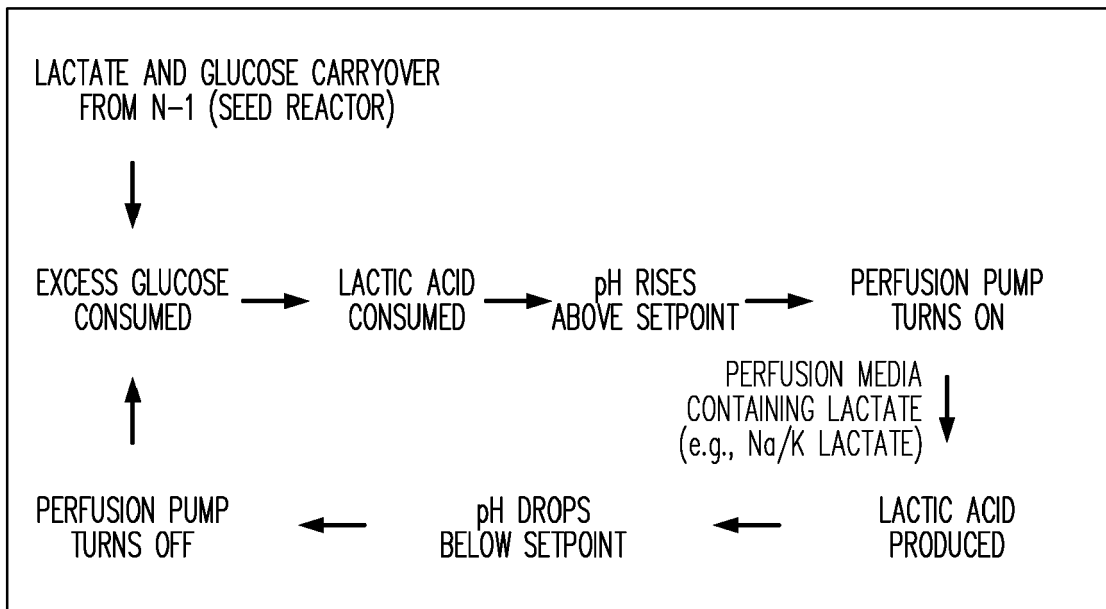 LACTATE AND GLUCOSE CARRYOVER
FROM N-1 (SEED REACTOR)
EXCESS GLUCOSE
CONSUMED
LACTIC ACID
CONSUMED
pH RISES
ABOVE SETPOINT
PERFUSION PUMP
TURNS ON
PERFUSION MEDIA
CONTAINING LACTATE
(e.g., Na/K LACTATE)
LACTIC ACID
PRODUCED
pH DROPS
BELOW SETPOINT
PERFUSION PUMP
TURNS OFF